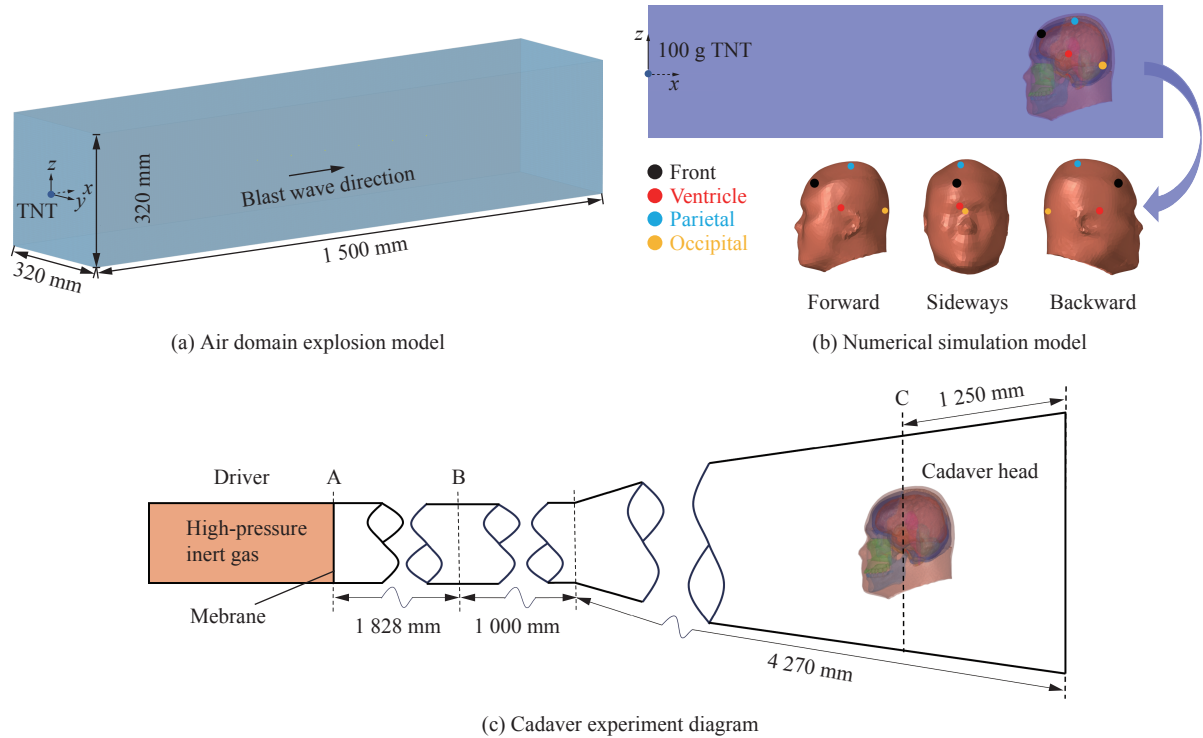 z
x
y
TNT
320 mm
Blast wave direction
320 mm
1 500 mm
(a) Air domain explosion model
z
100 g TNT
x
Front
Ventricle
Parietal
Occipital
Forward
Sideways
Backward
(b) Numerical simulation model
Driver
A
B
C
1 250 mm
High-pressure
inert gas
Cadaver head
Mebrane
1 828 mm
1 000 mm
4 270 mm
(c) Cadaver experiment diagram